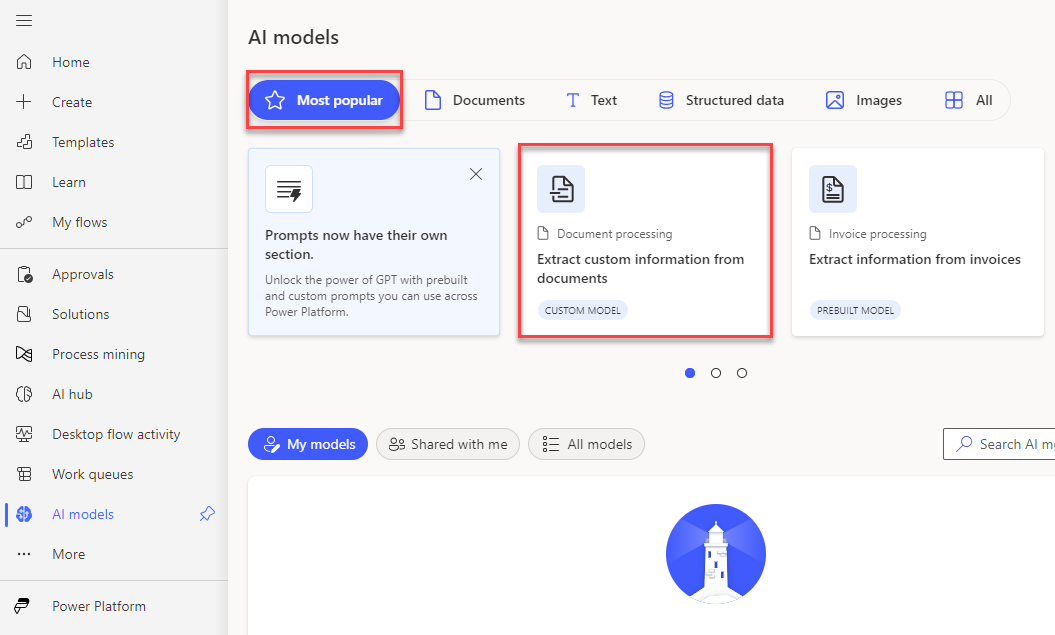 Home
Create
Templates
Learn
My flows
Approvals
Solutions
Process mining
AI hub
Desktop flow activity
Work queues
AI models
More
Power Platform
AI models
Most popular
Documents
Text
Structured data
Images
All
Prompts now have their own
section.
Unlock the power of GPT with prebuilt
and custom prompts you can use across
Power Platform.
Document processing
Extract custom information from
documents
CUSTOM MODEL
Invoice processing
Extract information from invoices
PREBUILT MODEL
My models
Shared with me
All models
Search AI